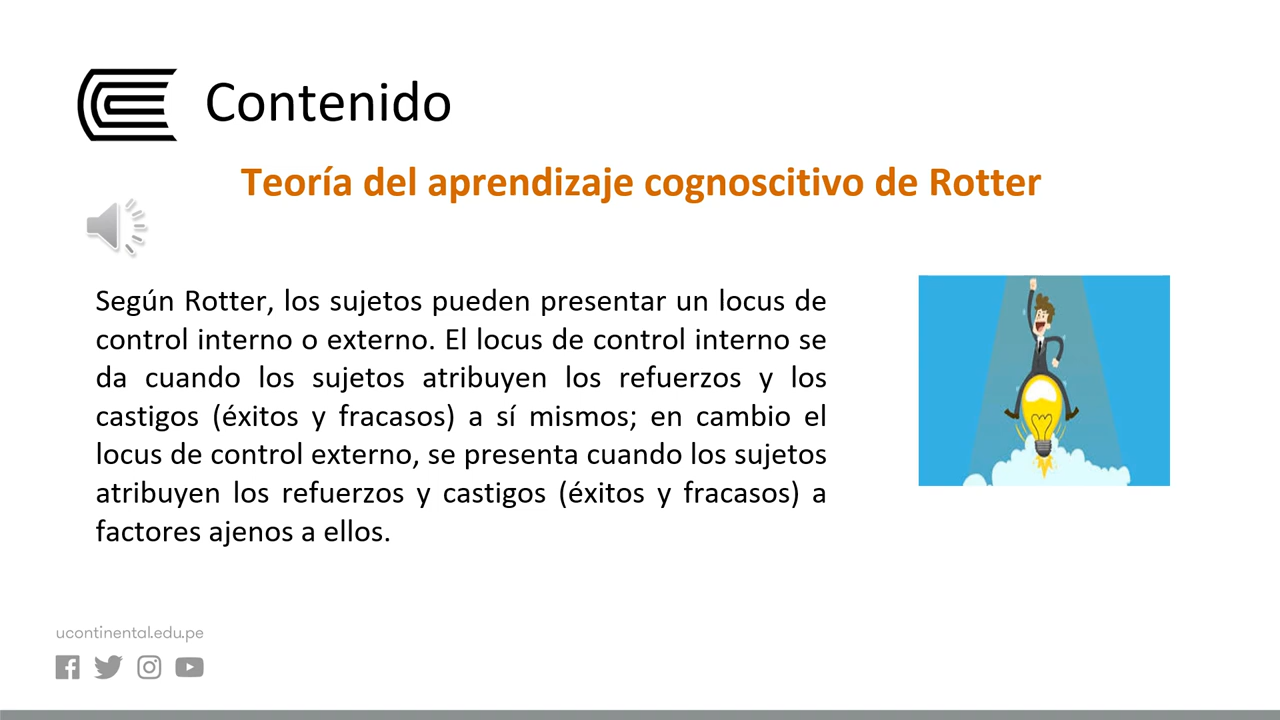 Contenido
Teoría del aprendizaje cognoscitivo de Rotter
Según Rotter, los sujetos pueden presentar un locus de
control interno o externo. El locus de control interno se
da cuando los sujetos atribuyen los refuerzos y los
castigos (éxitos y fracasos) a sí mismos; en cambio el
locus de control externo, se presenta cuando los sujetos
atribuyen los refuerzos y castigos (éxitos y fracasos) a
factores ajenos a ellos.
ucontinental.edu.pe